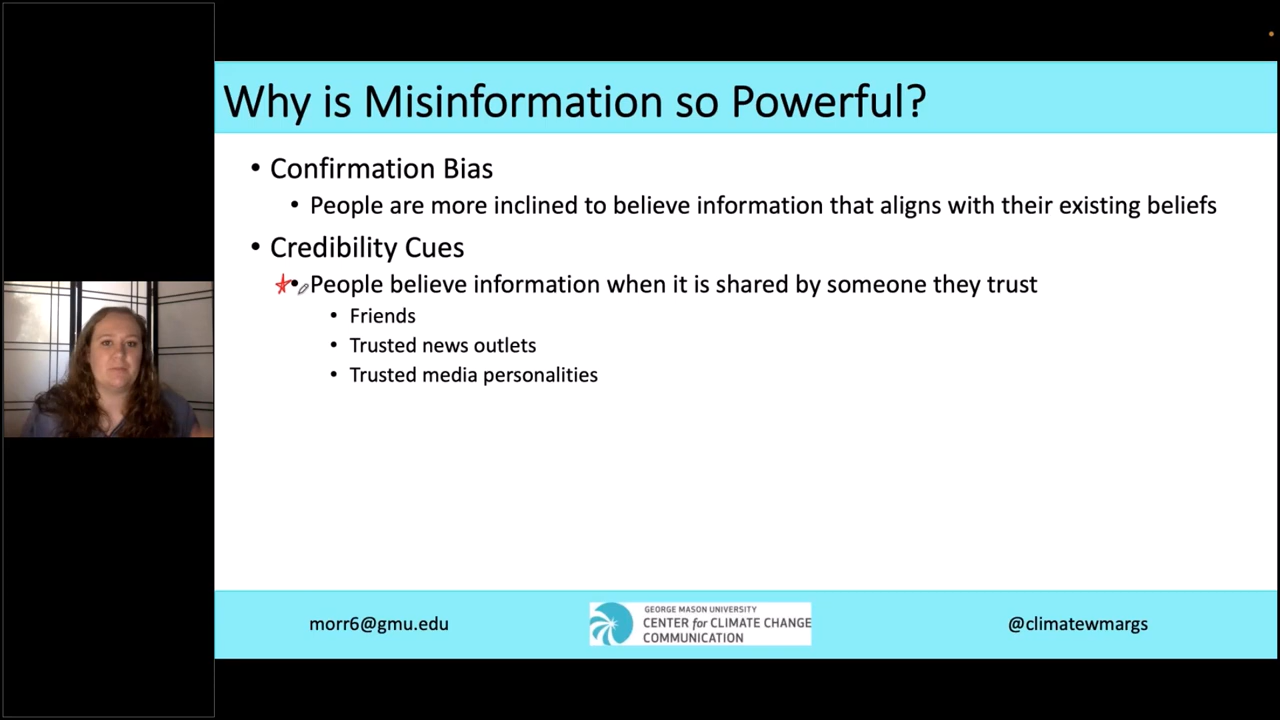 Why is Misinformation so Powerful?
• Confirmation Bias
• People are more inclined to believe information that aligns with their existing beliefs
• Credibility Cues
• People believe information when it is shared by someone they trust
• Friends
• Trusted news outlets
• Trusted media personalities
morr6@gmu.edu
GEORGE MASON UNIVERSITY
CENTER for CLIMATE CHANGE
COMMUNICATION
@climatewmargs